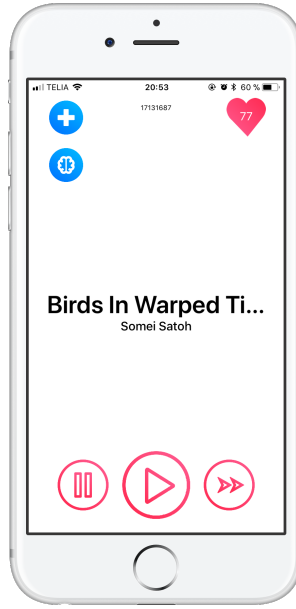 TELIA 20:53 60 %
17131687
77
Birds In Warped Ti...
Somei Satoh